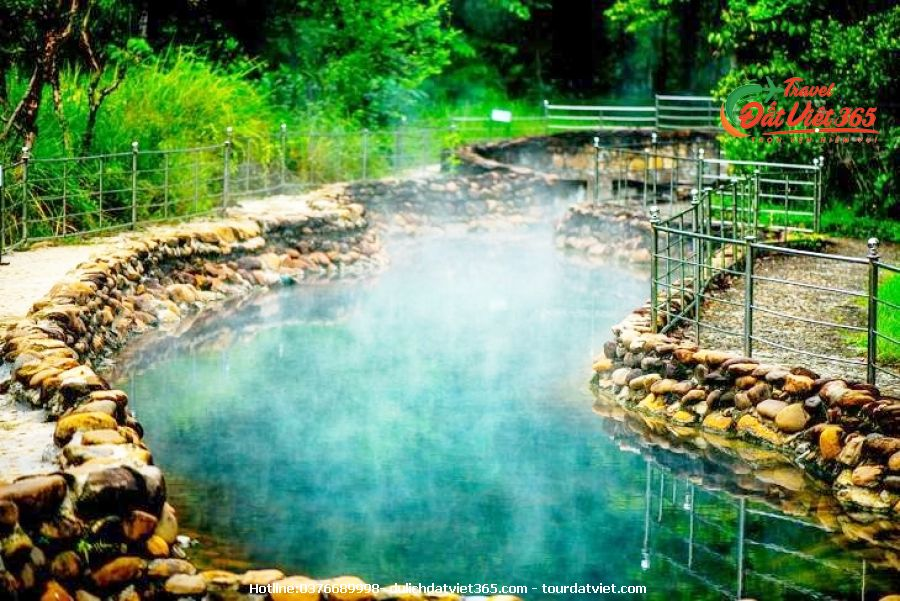 Travel
Đất Việt 365
Hotline:0376689998 - dulichdatviet365.com - tourdatviet.com